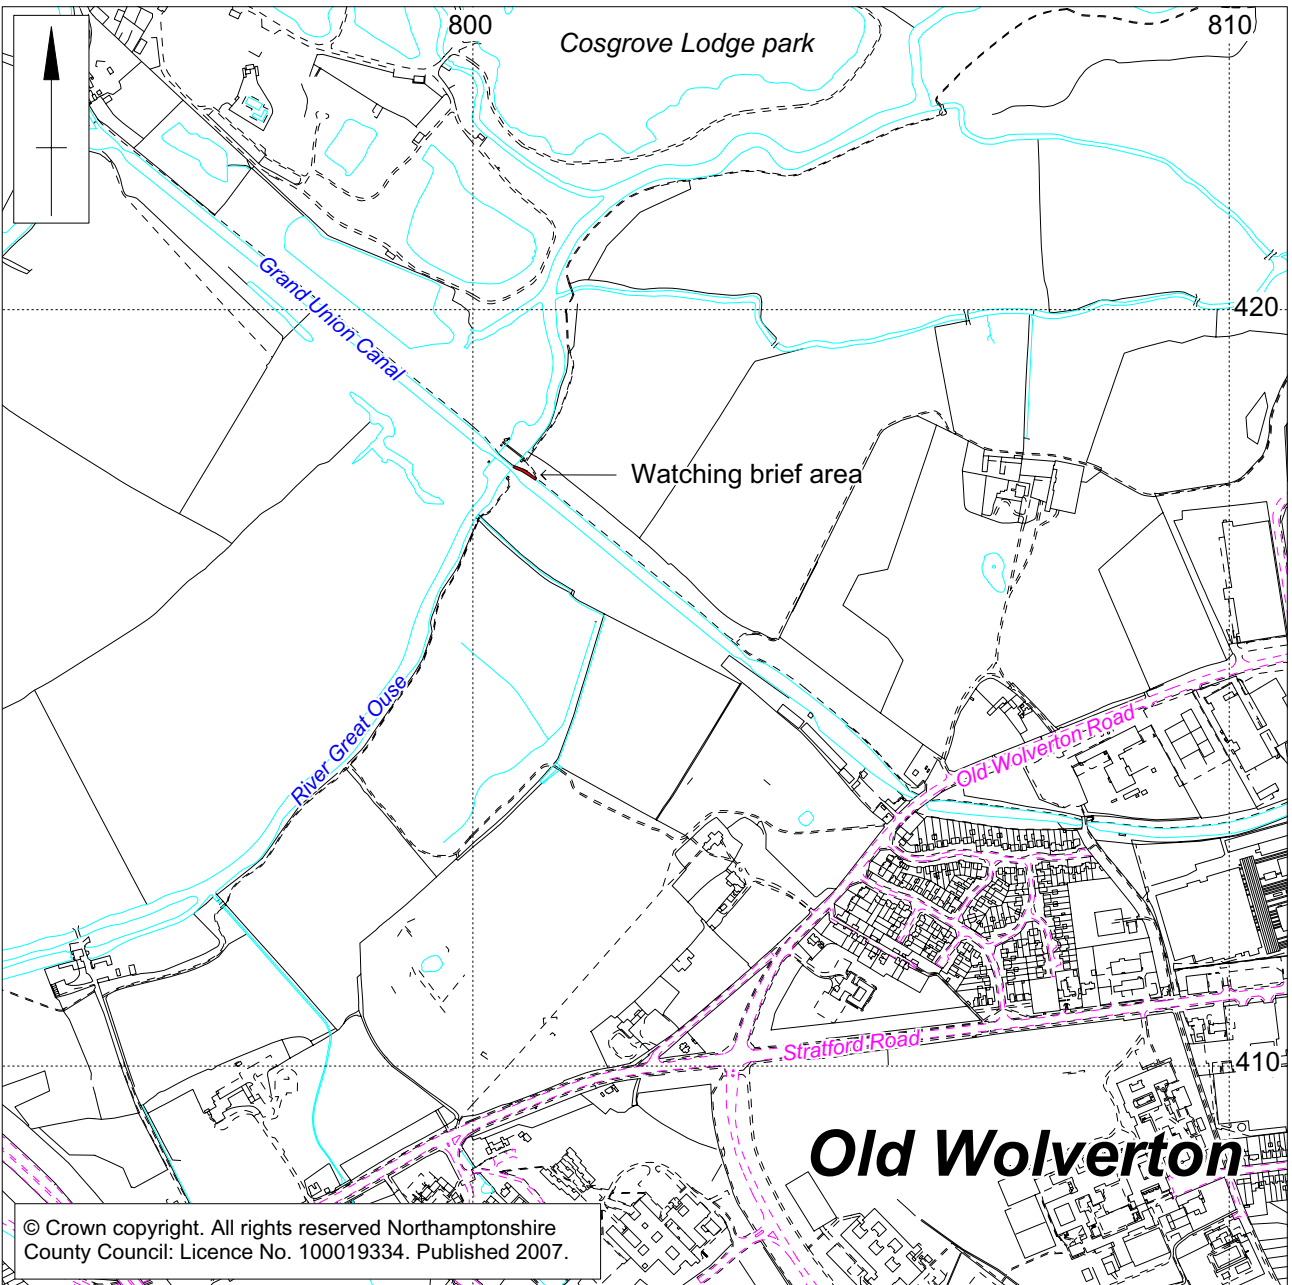 800
810
Cosgrove Lodge park
Grand Union Canal
420
Watching brief area
River Great Ouse
Old Wolverton Road
Stratford Road
410
Old Wolverton
© Crown copyright. All rights reserved Northamptonshire
County Council: Licence No. 100019334. Published 2007.